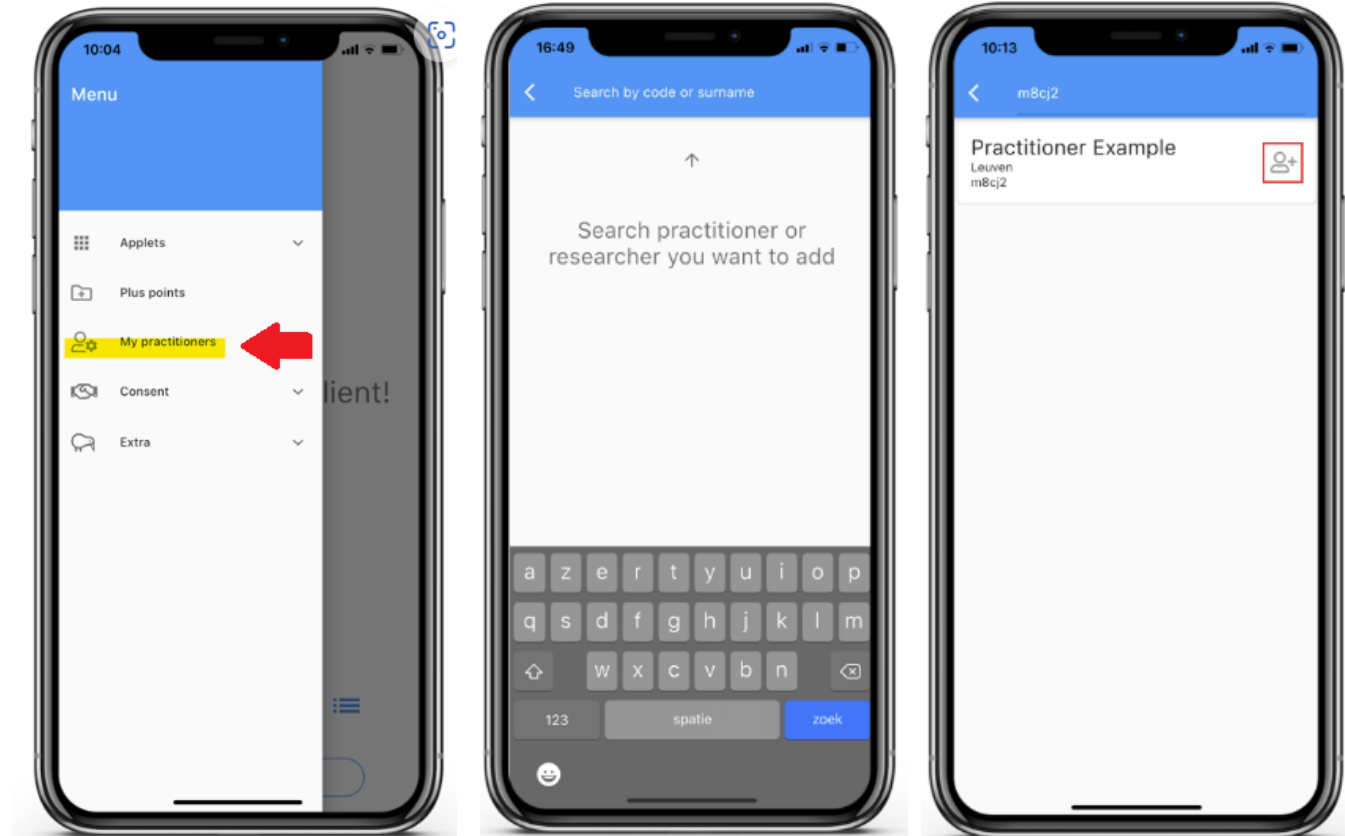 10:04
Menu
Applets
Plus points
My practitioners
Consent
Extra
lient!
16:49
Search by code or surname
Search practitioner or
researcher you want to add
a z e r t y u i o p
q s d f g h j k l m
w x c v b n
123 spatie zoek
10:13
m8cj2
Practitioner Example
Leuven
m8cj2